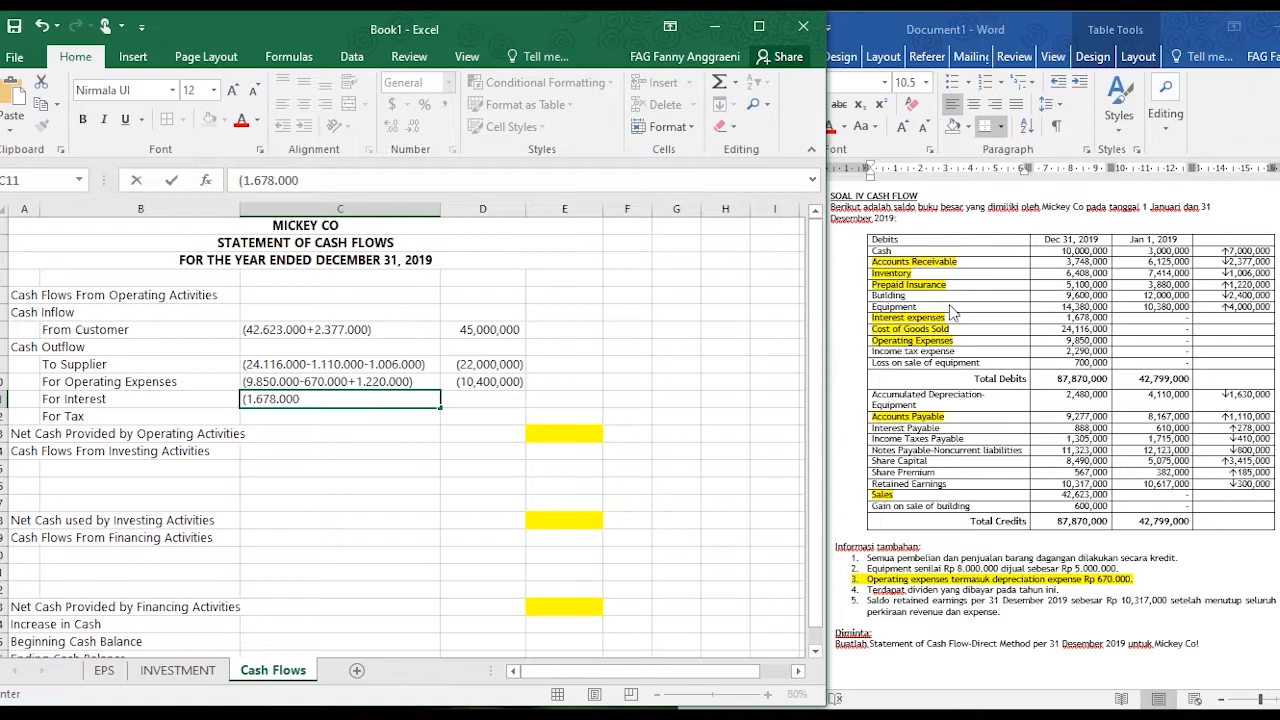 Book1 - Excel
File Home Insert Page Layout Formulas Data Review View Tell me... FAG Fanny Anggraeni Share
Paste
Nirmala UI 12
General
Conditional Formatting
Format as Table
Cell Styles
Insert
Delete
Format
Clipboard Font Alignment Number Styles Cells Editing
C11 (1.678.000
A B C D E F G H I
MICKEY CO
STATEMENT OF CASH FLOWS
FOR THE YEAR ENDED DECEMBER 31, 2019
Cash Flows From Operating Activities
Cash Inflow
From Customer (42.623.000+2.377.000) 45,000,000
Cash Outflow
To Supplier (24.116.000-1.110.000-1.006.000) (22,000,000)
For Operating Expenses (9.850.000-670.000+1.220.000) (10,400,000)
For Interest (1.678.000
For Tax
Net Cash Provided by Operating Activities
Cash Flows From Investing Activities
Net Cash used by Investing Activities
Cash Flows From Financing Activities
Net Cash Provided by Financing Activities
Increase in Cash
Beginning Cash Balance
Ending Cash Balance
EPS INVESTMENT Cash Flows
80%
Document1 - Word Table Tools
Design Layout Referer Mailing Review View Design Layout Tell me... FAG Fa
10.5
Styles
Editing
Paragraph Styles
SOAL IV CASH FLOW
Berikut adalah saldo buku besar yang dimiliki oleh Mickey Co pada tanggal 1 Januari dan 31
Desember 2019:
Debits Dec 31, 2019 Jan 1, 2019
Cash 10,000,000 3,000,000 ↑7,000,000
Accounts Receivable 3,748,000 6,125,000 ↓2,377,000
Inventory 6,408,000 7,414,000 ↓1,006,000
Prepaid Insurance 5,100,000 3,880,000 ↑1,220,000
Building 9,600,000 12,000,000 ↓2,400,000
Equipment 14,380,000 10,380,000 ↑4,000,000
Interest expenses 1,678,000 -
Cost of Goods Sold 24,116,000 -
Operating Expenses 9,850,000 -
Income tax expense 2,290,000 -
Loss on sale of equipment 700,000 -
Total Debits 87,870,000 42,799,000
Accumulated Depreciation-
Equipment 2,480,000 4,110,000 ↓1,630,000
Accounts Payable 9,277,000 8,167,000 ↑1,110,000
Interest Payable 888,000 610,000 ↑278,000
Income Taxes Payable 1,305,000 1,715,000 ↓410,000
Notes Payable-Noncurrent liabilities 11,323,000 12,123,000 ↓800,000
Share Capital 8,490,000 5,075,000 ↑3,415,000
Share Premium 567,000 382,000 ↑185,000
Retained Earnings 10,317,000 10,617,000 ↓300,000
Sales 42,623,000 -
Gain on sale of building 600,000 -
Total Credits 87,870,000 42,799,000
Informasi tambahan:
1. Semua pembelian dan penjualan barang dagangan dilakukan secara kredit.
2. Equipment senilai Rp 8.000.000 dijual sebesar Rp 5.000.000.
3. Operating expenses termasuk depreciation expense Rp 670.000.
4. Terdapat dividen yang dibayar pada tahun ini.
5. Saldo retained earnings per 31 Desember 2019 sebesar Rp 10,317,000 setelah menutup seluruh
perkiraan revenue dan expense.
Diminta:
Buatlah Statement of Cash Flow-Direct Method per 31 Desember 2019 untuk Mickey Co!